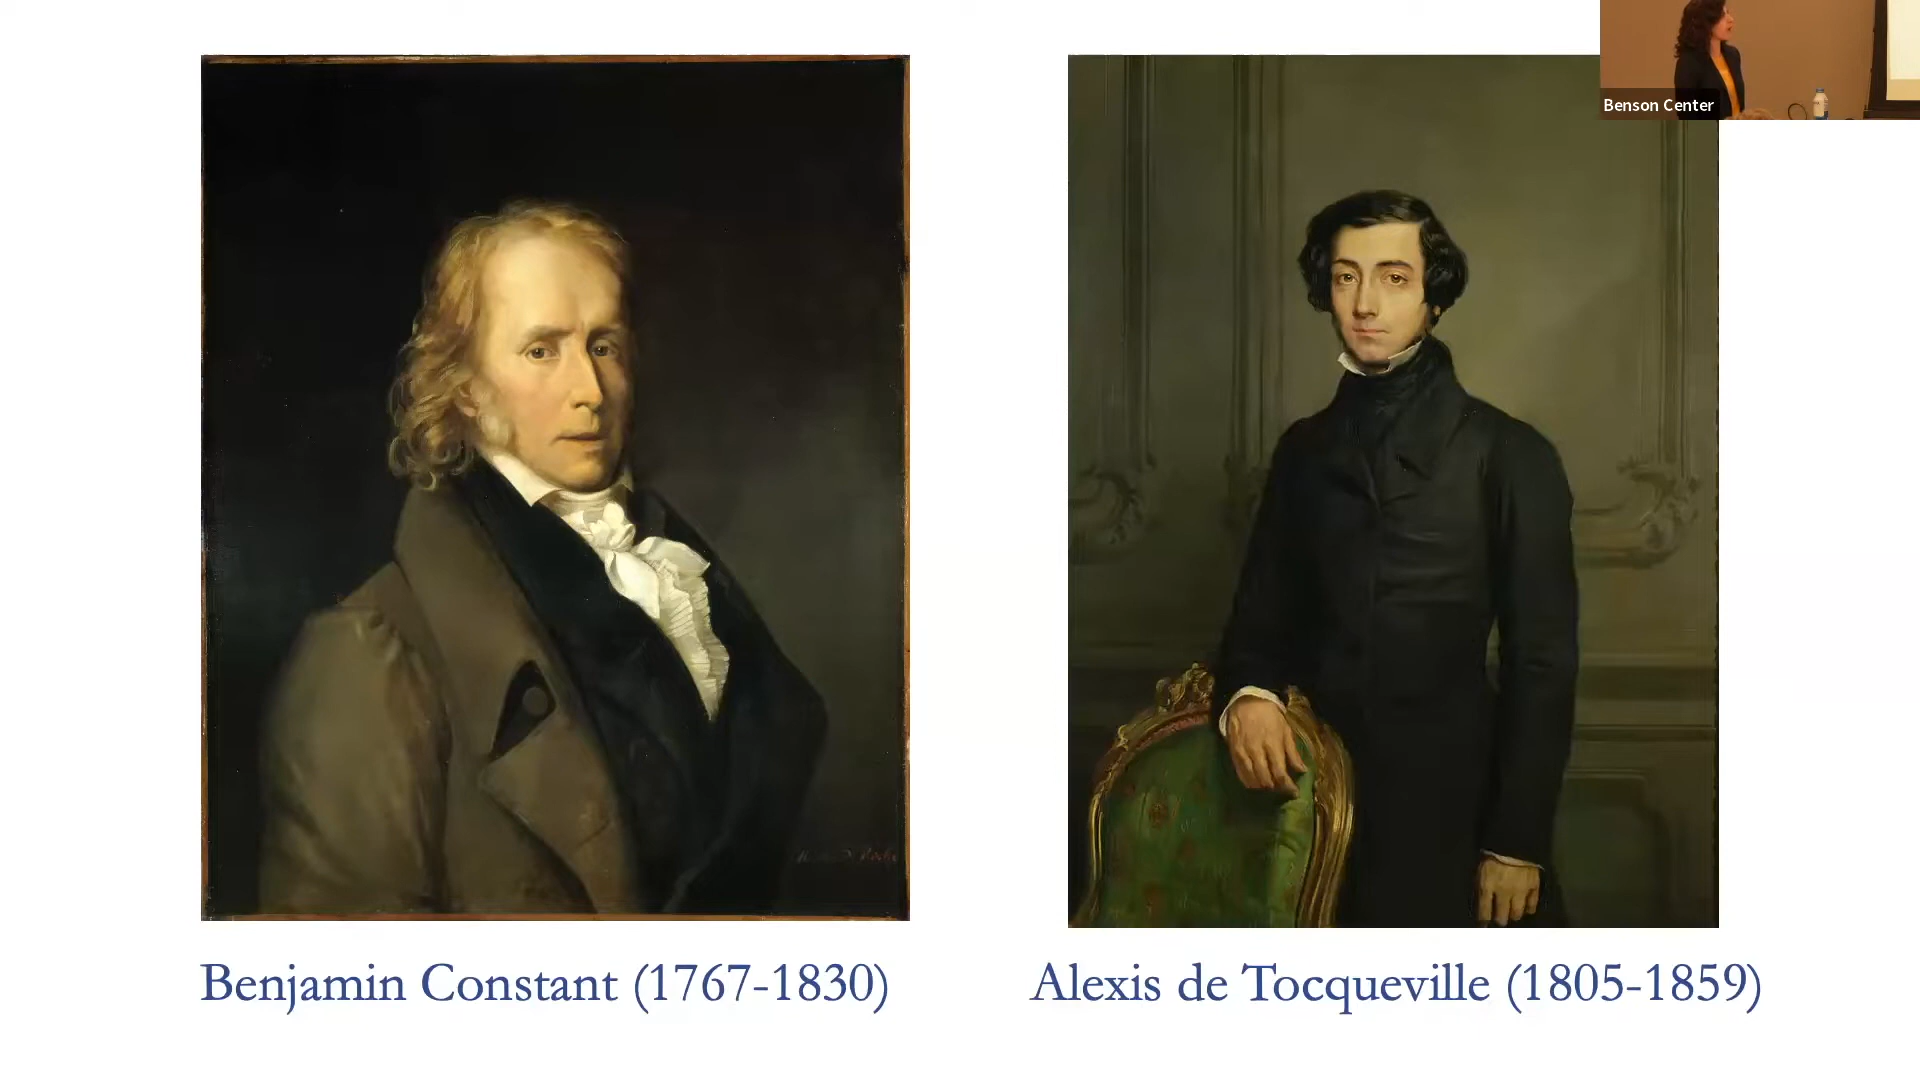 Benson Center
Benjamin Constant (1767-1830)
Alexis de Tocqueville (1805-1859)